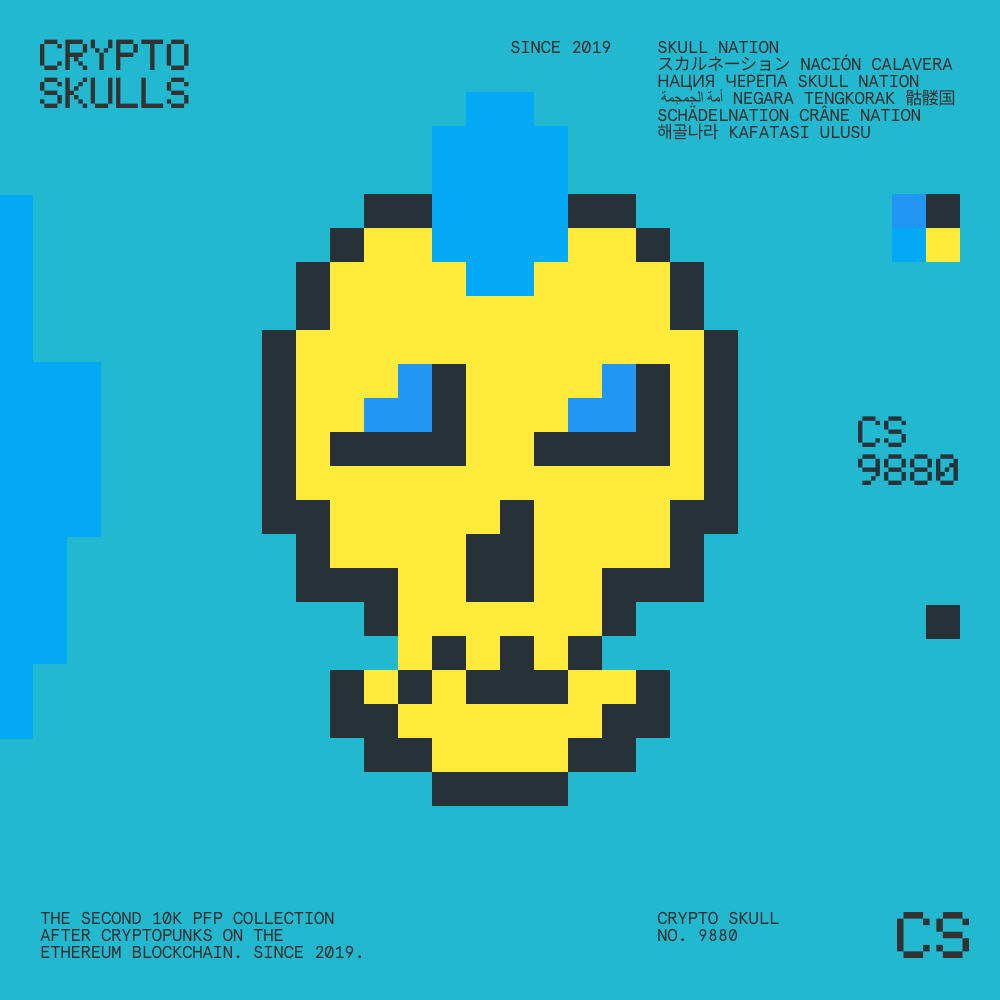 CRYPTO
SKULLS
SINCE 2019
SKULL NATION
スカルネーション NACIÓN CALAVERA
НАЦИЯ ЧЕРЕПА SKULL NATION
أمة الجمجمة NEGARA TENGKORAK 骷髅国
SCHÄDELNATION CRÂNE NATION
해골나라 KAFATASI ULUSU
CS
9880
THE SECOND 10K PFP COLLECTION
AFTER CRYPTOPUNKS ON THE
ETHEREUM BLOCKCHAIN. SINCE 2019.
CRYPTO SKULL
NO. 9880
CS